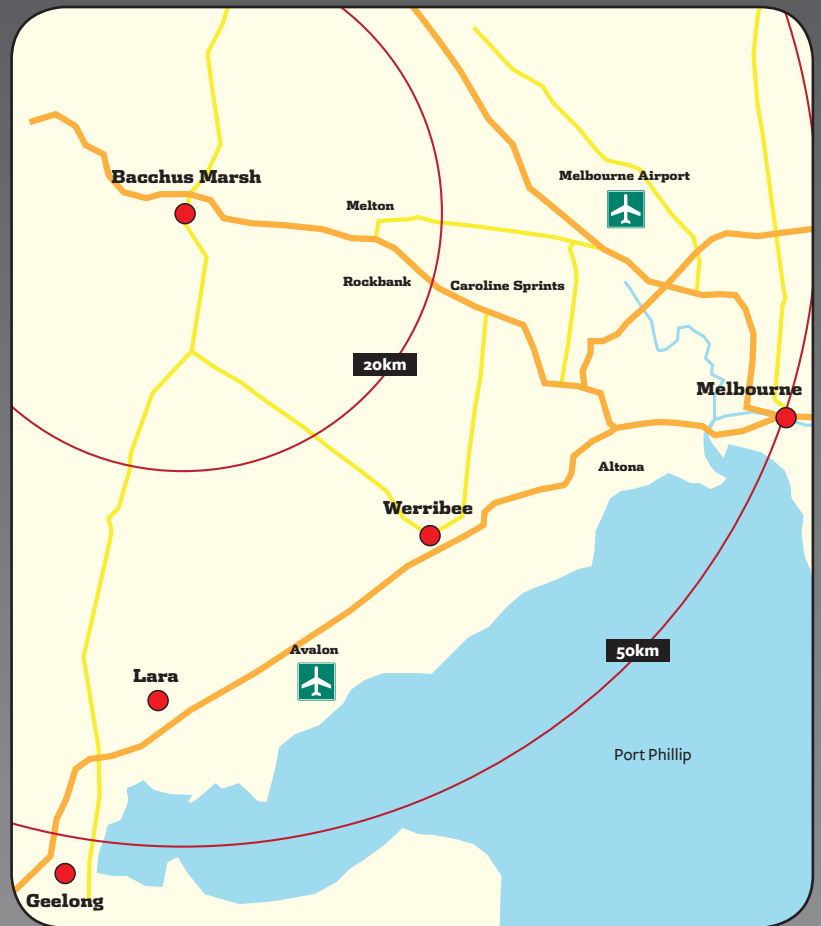 Bacchus Marsh
Melbourne Airport
Melton
Rockbank
Caroline Sprints
20km
Melbourne
Altona
Werribee
Avalon
50km
Lara
Port Phillip
Geelong